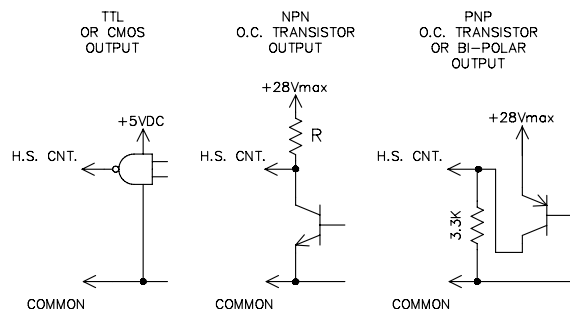 TTL
OR CMOS
OUTPUT
+5VDC
H.S. CNT.
COMMON
NPN
O.C. TRANSISTOR
OUTPUT
+28Vmax
R
H.S. CNT.
COMMON
PNP
O.C. TRANSISTOR
OR BI-POLAR
OUTPUT
+28Vmax
H.S. CNT.
3.3K
COMMON